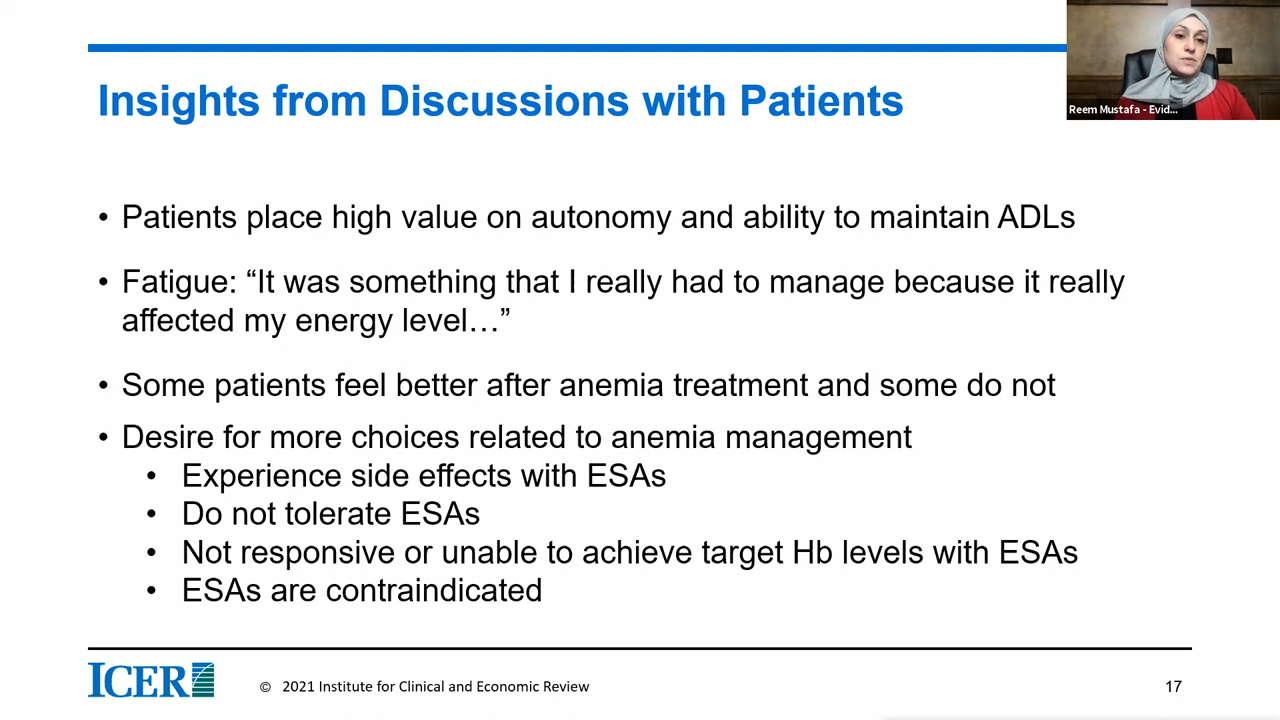 Insights from Discussions with Patients
Reem Mustafa - Evid...
• Patients place high value on autonomy and ability to maintain ADLs
• Fatigue: “It was something that I really had to manage because it really
affected my energy level…”
• Some patients feel better after anemia treatment and some do not
• Desire for more choices related to anemia management
• Experience side effects with ESAs
• Do not tolerate ESAs
• Not responsive or unable to achieve target Hb levels with ESAs
• ESAs are contraindicated
ICER
© 2021 Institute for Clinical and Economic Review
17